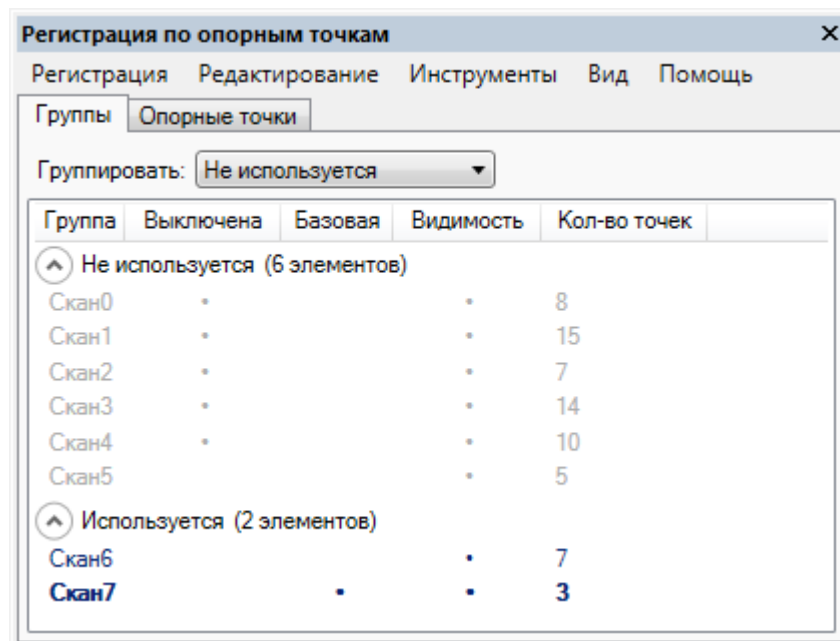 Регистрация по опорным точкам
Регистрация Редактирование Инструменты Вид Помощь
Группы Опорные точки
Группировать: Не используется
Группа Выключена Базовая Видимость Кол-во точек
Не используется (6 элементов)
Скан0 • • 8
Скан1 • • 15
Скан2 • • 7
Скан3 • • 14
Скан4 • • 10
Скан5 • 5
Используется (2 элементов)
Скан6 • 7
Скан7 • • 3